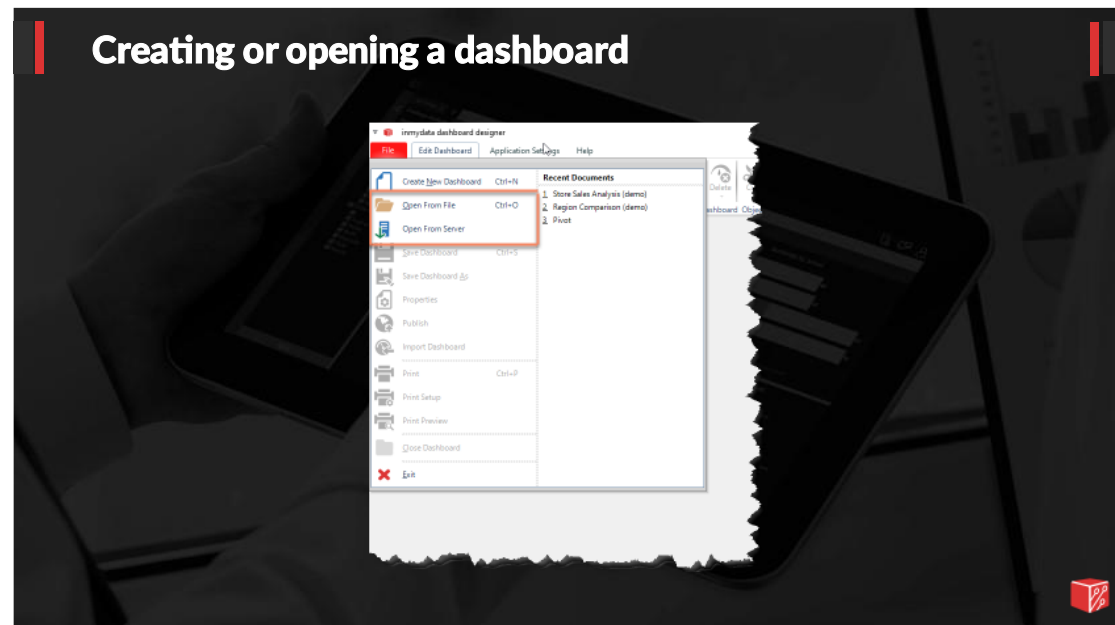 Creating or opening a dashboard
inmydata dashboard designer
File Edit Dashboard Application Settings Help
Create New Dashboard Ctrl+N
Open From File Ctrl+O
Open From Server
Save Dashboard Ctrl+S
Save Dashboard As
Properties
Publish
Import Dashboard
Print Ctrl+P
Print Setup
Print Preview
Close Dashboard
Exit
Recent Documents
1 Store Sales Analysis (demo)
2 Region Comparison (demo)
3 Pivot
Delete